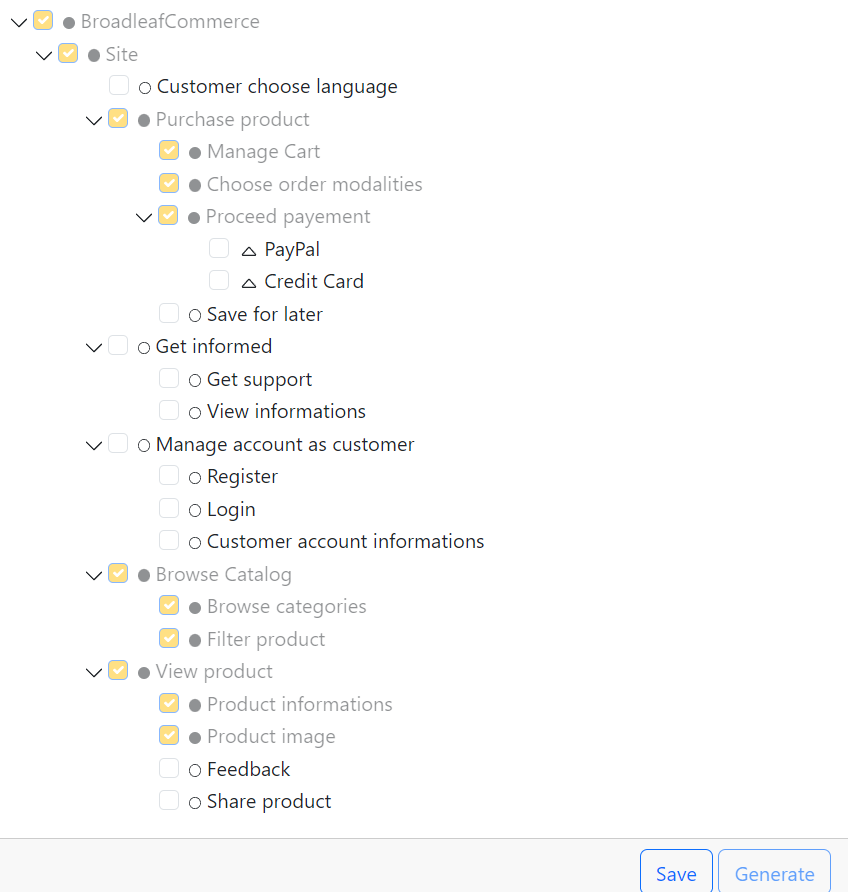 BroadleafCommerce
Site
Customer choose language
Purchase product
Manage Cart
Choose order modalities
Proceed payement
PayPal
Credit Card
Save for later
Get informed
Get support
View informations
Manage account as customer
Register
Login
Customer account informations
Browse Catalog
Browse categories
Filter product
View product
Product informations
Product image
Feedback
Share product
Save Generate